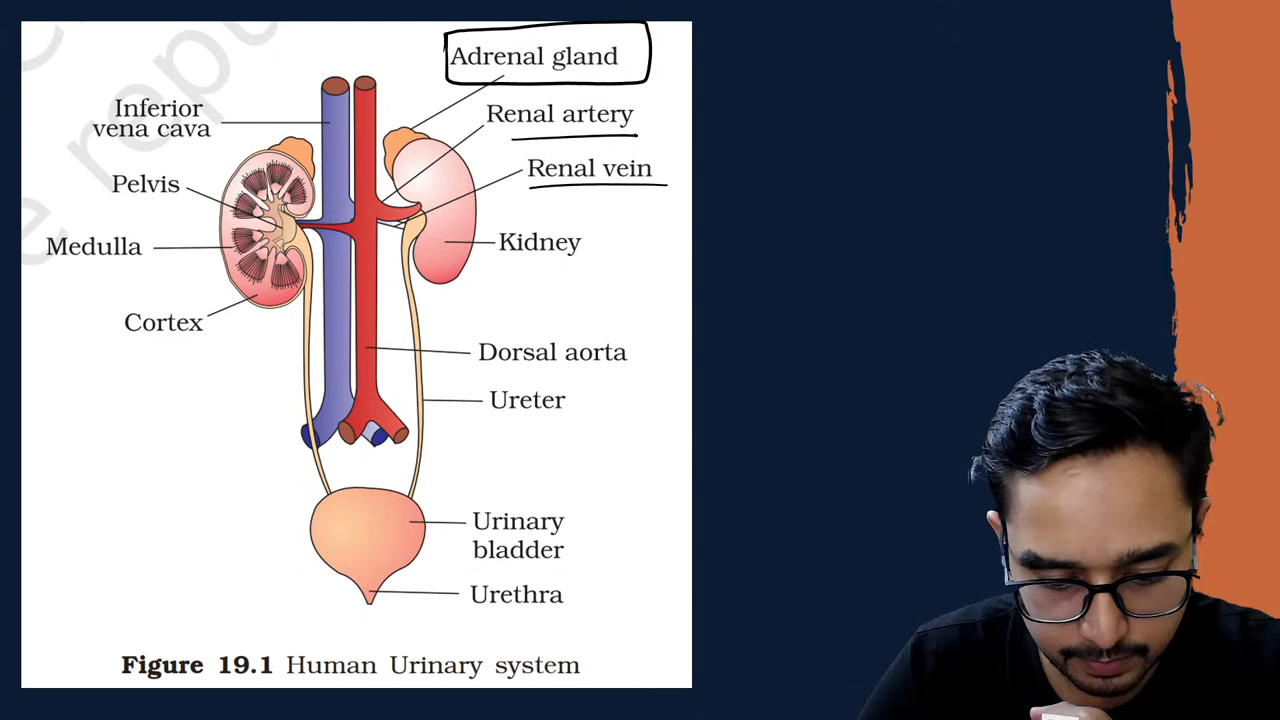 Adrenal gland
Inferior
vena cava
Renal artery
Renal vein
Pelvis
Kidney
Medulla
Cortex
Dorsal aorta
Ureter
Urinary
bladder
Urethra
Figure 19.1 Human Urinary system